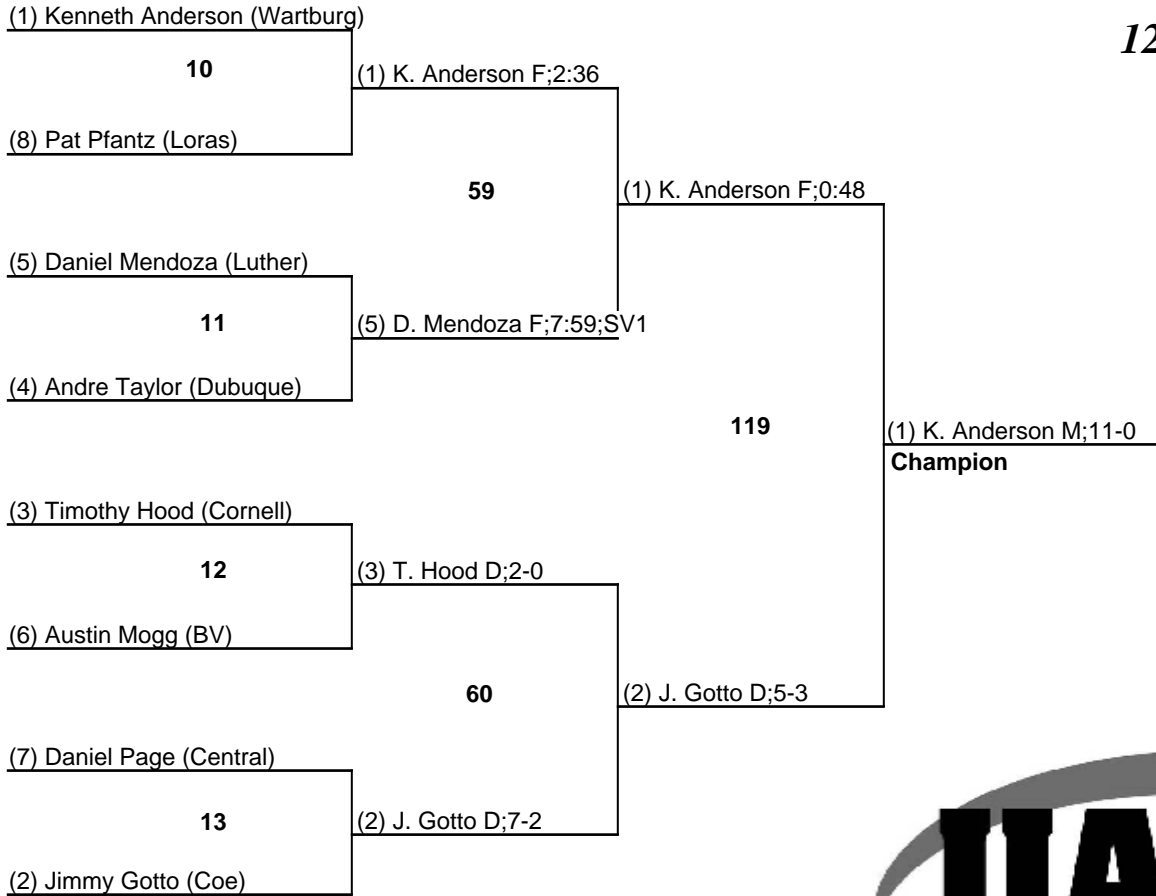 (1) Kenneth Anderson (Wartburg)
12
10
(1) K. Anderson F;2:36
(8) Pat Pfantz (Loras)
59
(1) K. Anderson F;0:48
(5) Daniel Mendoza (Luther)
11
(5) D. Mendoza F;7:59;SV1
(4) Andre Taylor (Dubuque)
119
(1) K. Anderson M;11-0
Champion
(3) Timothy Hood (Cornell)
12
(3) T. Hood D;2-0
(6) Austin Mogg (BV)
60
(2) J. Gotto D;5-3
(7) Daniel Page (Central)
13
(2) J. Gotto D;7-2
(2) Jimmy Gotto (Coe)